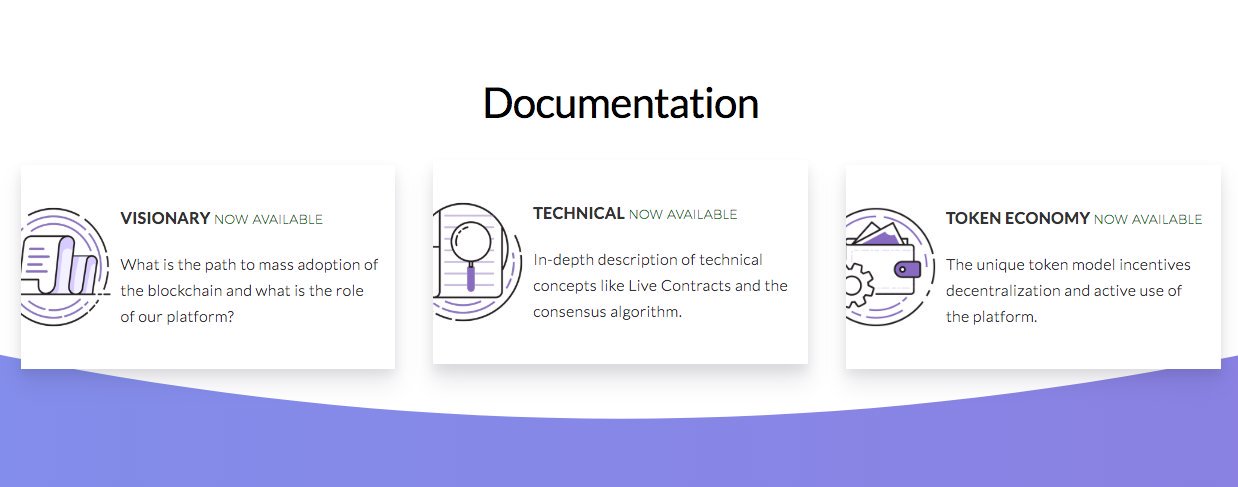 Documentation
VISIONARY NOW AVAILABLE
What is the path to mass adoption of
the blockchain and what is the role
of our platform?
TECHNICAL NOW AVAILABLE
In-depth description of technical
concepts like Live Contracts and the
consensus algorithm.
TOKEN ECONOMY NOW AVAILABLE
The unique token model incentives
decentralization and active use of
the platform.